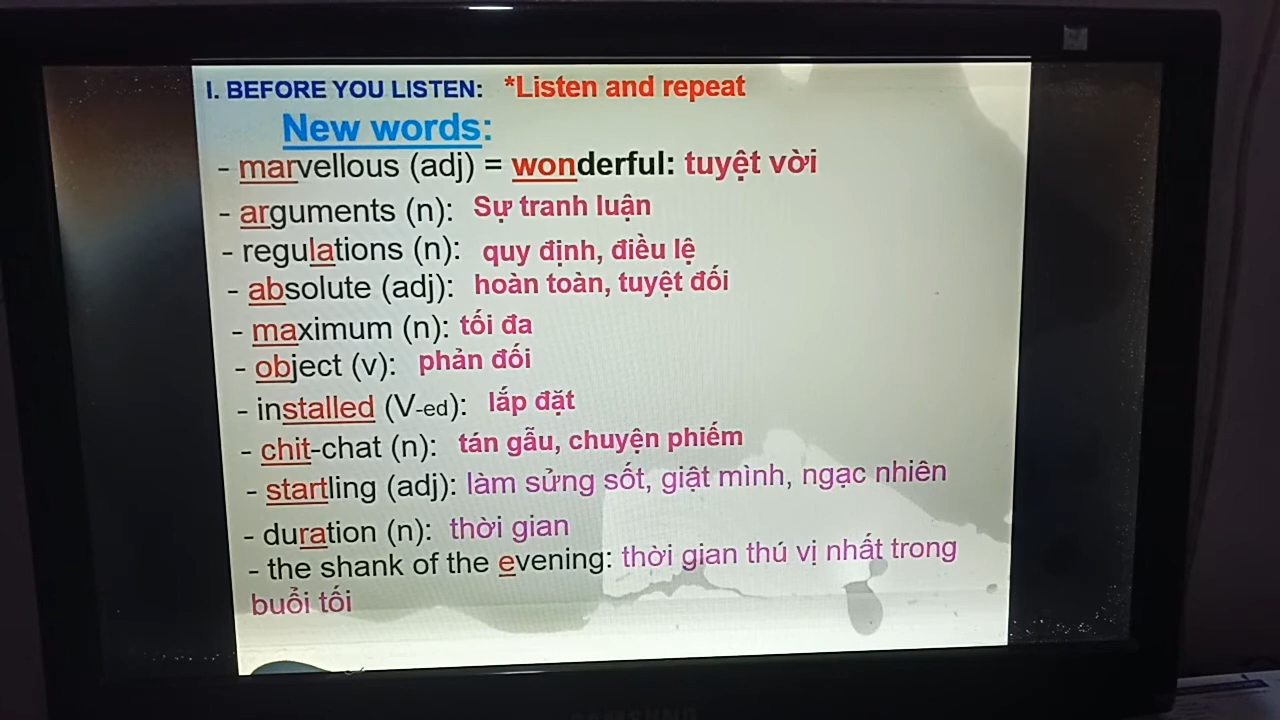 I. BEFORE YOU LISTEN: *Listen and repeat
New words:
- marvellous (adj) = wonderful: tuyệt vời
- arguments (n): Sự tranh luận
- regulations (n): quy định, điều lệ
- absolute (adj): hoàn toàn, tuyệt đối
- maximum (n): tối đa
- object (v): phản đối
- installed (V-ed): lắp đặt
- chit-chat (n): tán gẫu, chuyện phiếm
- startling (adj): làm sửng sốt, giật mình, ngạc nhiên
- duration (n): thời gian
- the shank of the evening: thời gian thú vị nhất trong
buổi tối